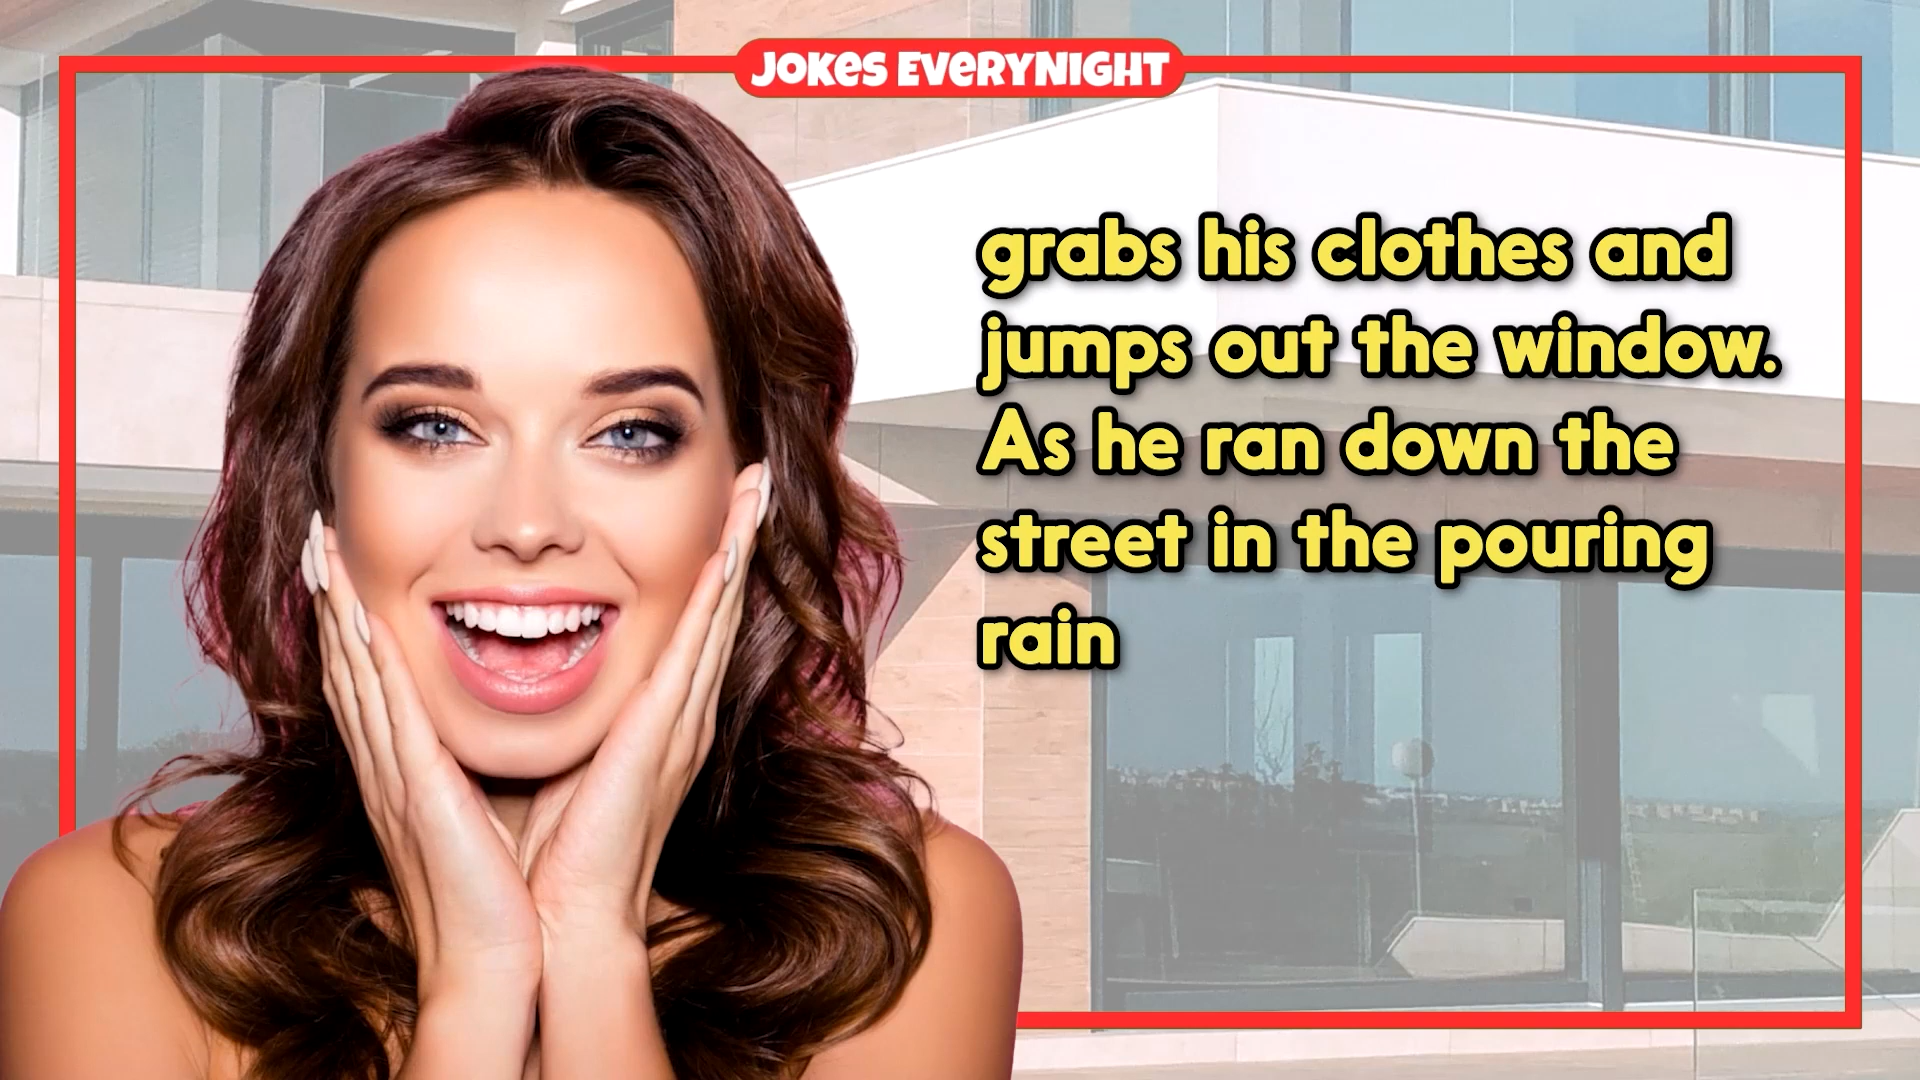 JOKES EVERYNIGHT
grabs his clothes and
jumps out the window.
As he ran down the
street in the pouring
rain